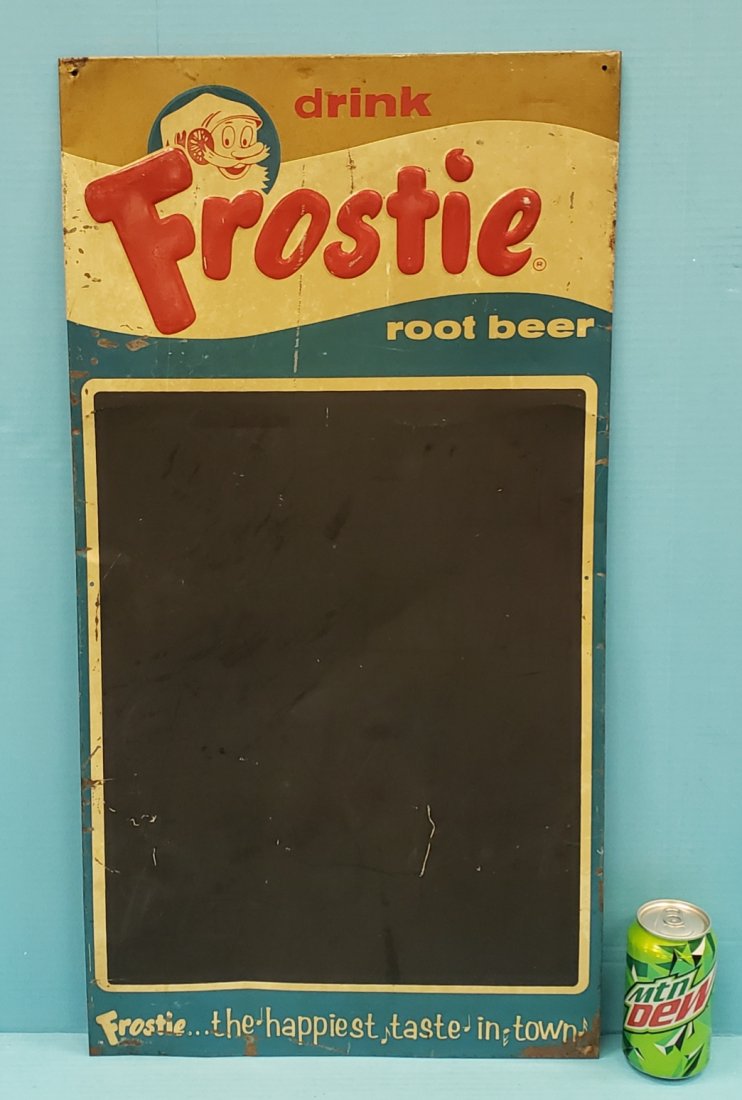 drink
Frostie ®
root beer
Frostie...the happiest taste in town
Mtn
DEW